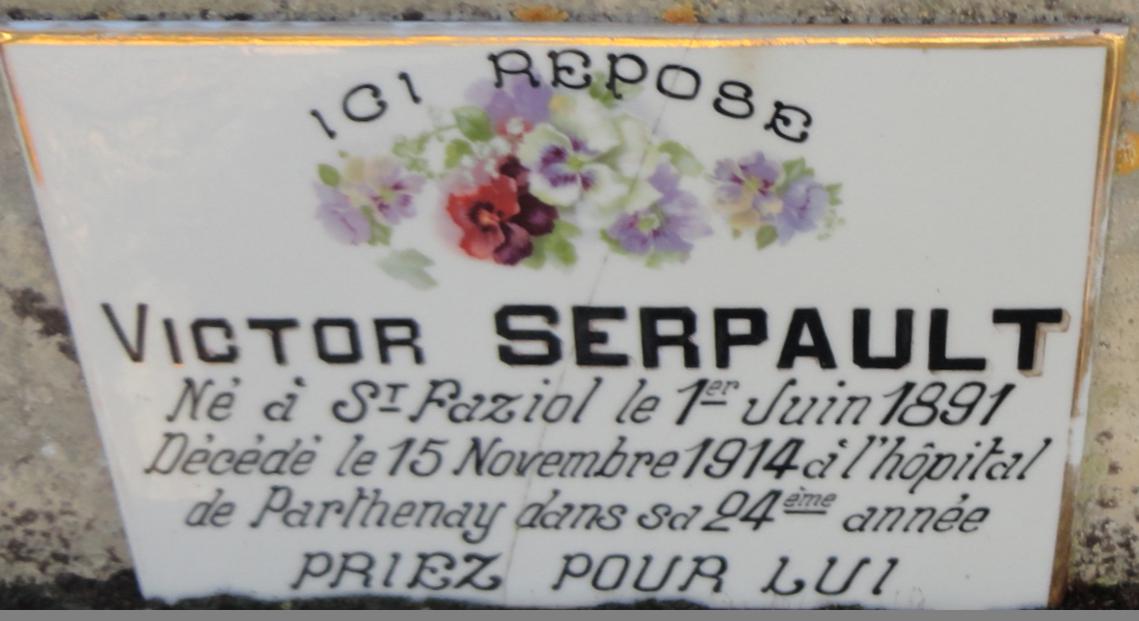 ICI REPOSE
VICTOR SERPAULT
Né à St Paziol le 1er Juin 1891
Décédé le 15 Novembre 1914 à l'hôpital
de Parthenay dans sa 24ème année
PRIEZ POUR LUI